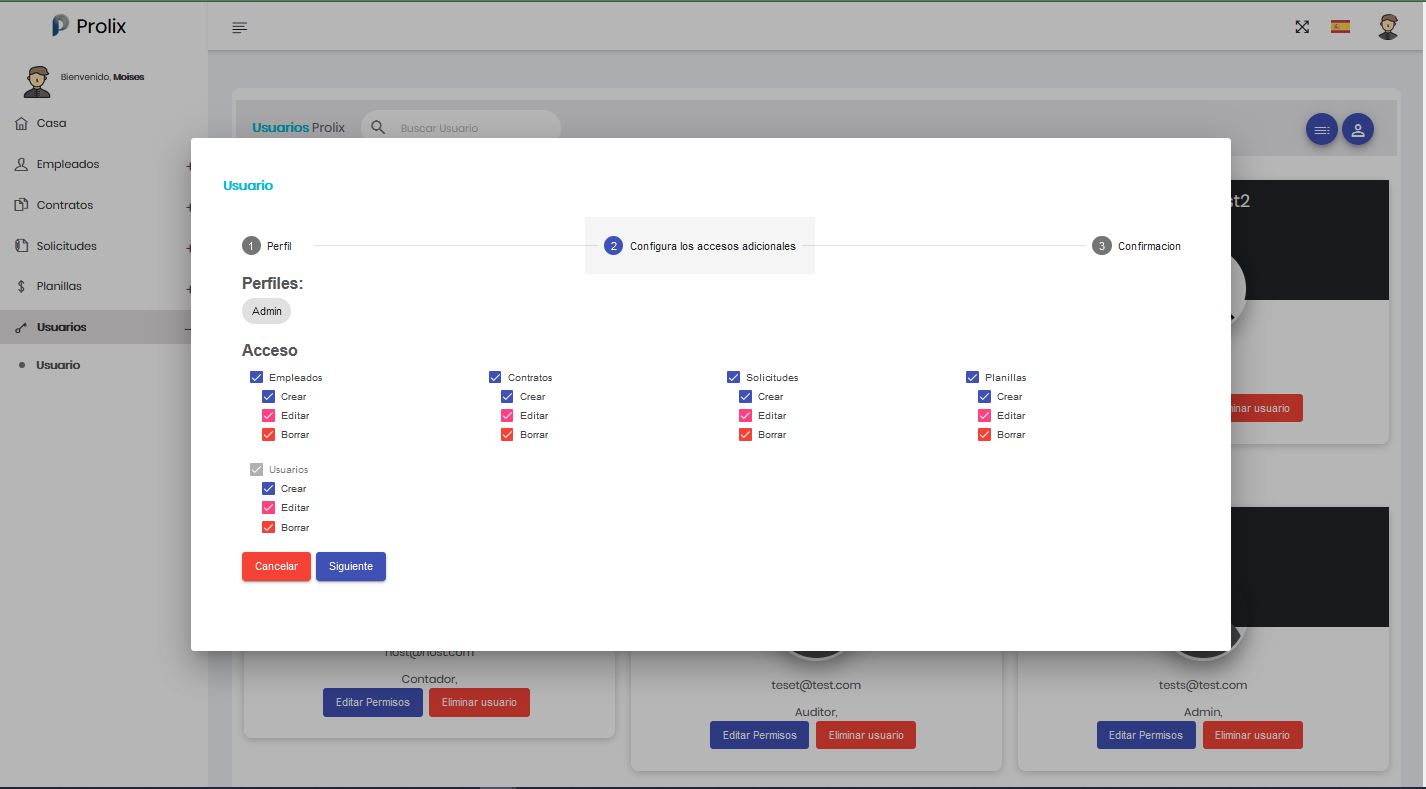 Prolix
Bienvenido, Moises
Casa
Empleados
Contratos
Solicitudes
Planillas
Usuarios
Usuario
Usuarios Prolix
Buscar Usuario
Usuario
1 Perfil
2 Configura los accesos adicionales
3 Confirmacion
Perfiles:
Admin
Acceso
Empleados
Crear
Editar
Borrar
Contratos
Crear
Editar
Borrar
Solicitudes
Crear
Editar
Borrar
Planillas
Crear
Editar
Borrar
Usuarios
Crear
Editar
Borrar
Cancelar Siguiente
host@host.com
Contador,
Editar Permisos Eliminar usuario
teset@test.com
Auditor,
Editar Permisos Eliminar usuario
tests@test.com
Admin,
Editar Permisos Eliminar usuario